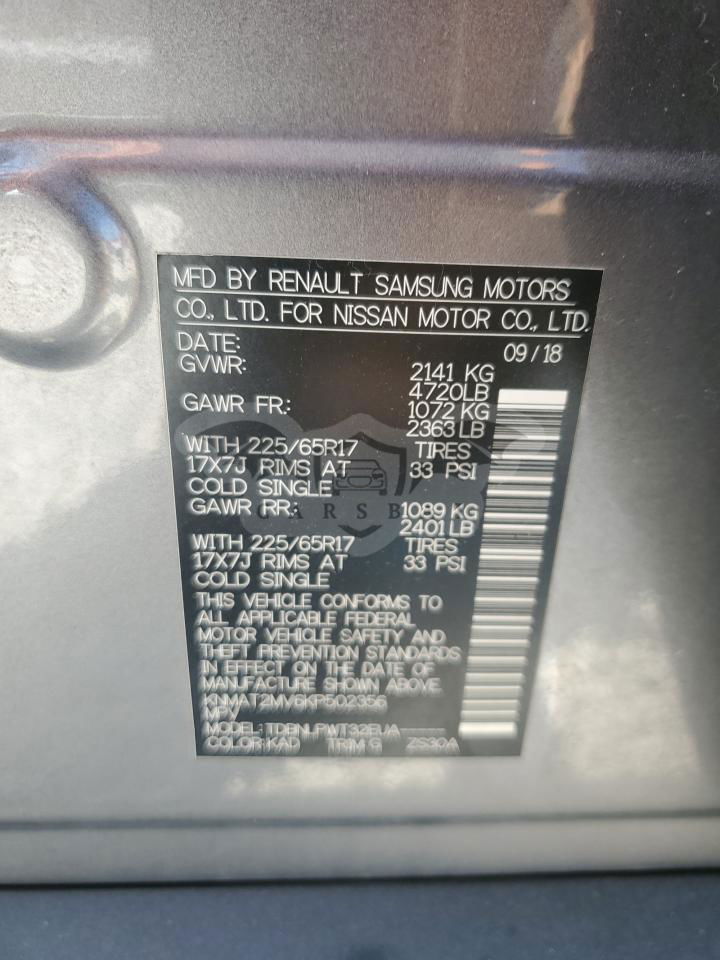 MFD BY RENAULT SAMSUNG MOTORS
CO., LTD. FOR NISSAN MOTOR CO., LTD.
DATE: 09/18
GVWR: 2141 KG
4720LB
GAWR FR.: 1072 KG
2363 LB
WITH 225/65R17 TIRES
17X7J RIMS AT 33 PSI
COLD SINGLE
GAWR RR.: 1089 KG
2401 LB
WITH 225/65R17 TIRES
17X7J RIMS AT 33 PSI
COLD SINGLE
THIS VEHICLE CONFORMS TO
ALL APPLICABLE FEDERAL
MOTOR VEHICLE SAFETY AND
THEFT PREVENTION STANDARDS
IN EFFECT ON THE DATE OF
MANUFACTURE SHOWN ABOVE.
KNMAT2MV6KP502356
MPV
MODEL:
COLOR:KAD TRIM:G ZS30A